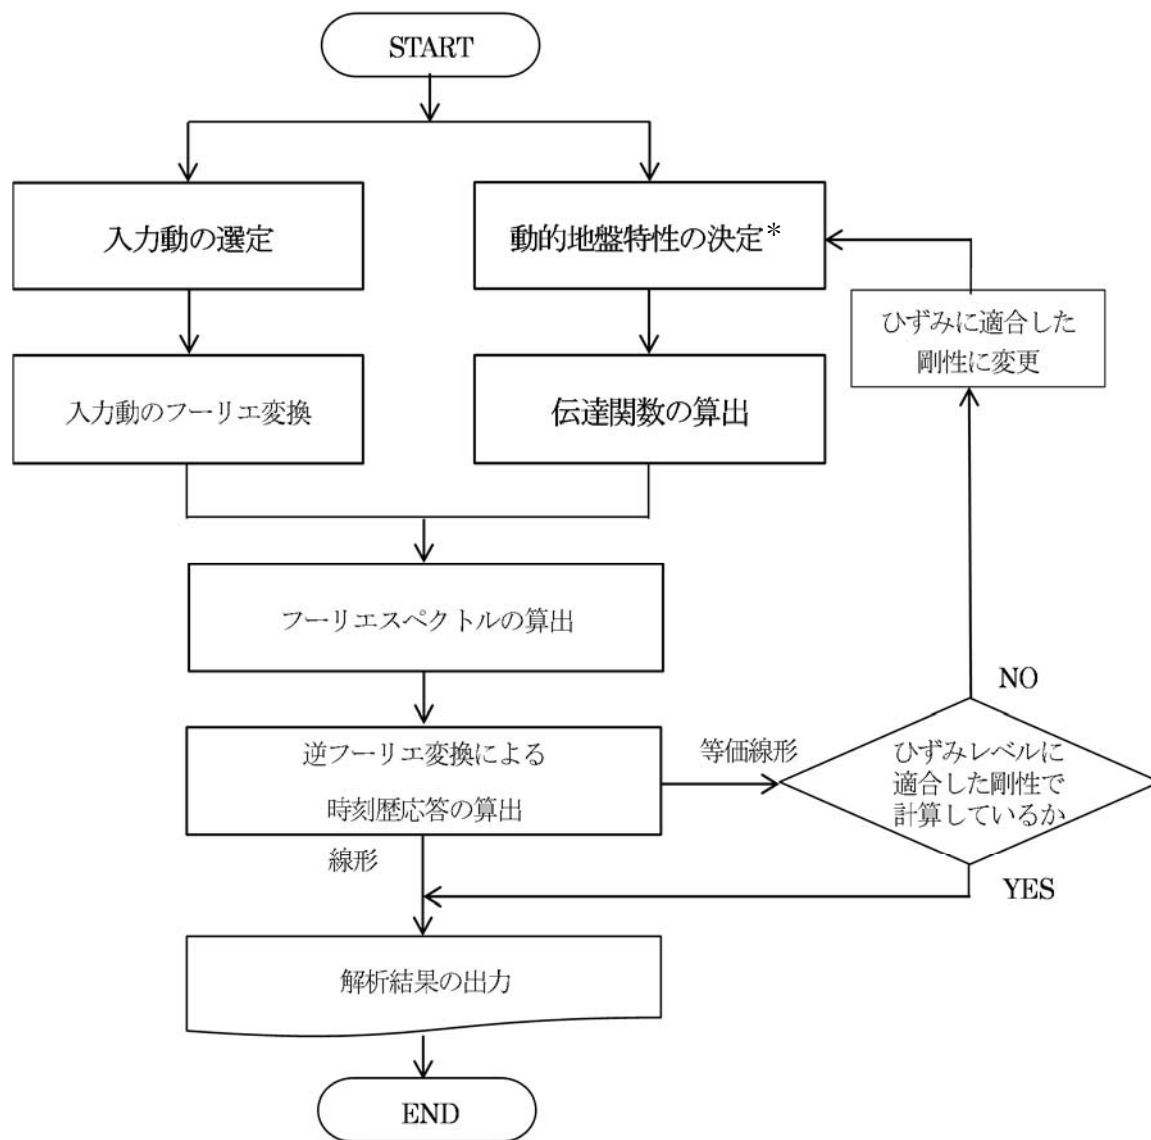 START
入力動の選定
動的地盤特性の決定*
ひずみに適合した
剛性に変更
入力動のフーリエ変換
伝達関数の算出
フーリエスペクトルの算出
NO
逆フーリエ変換による
時刻歴応答の算出
等価線形
ひずみレベルに
適合した剛性で
計算しているか
線形
YES
解析結果の出力
END